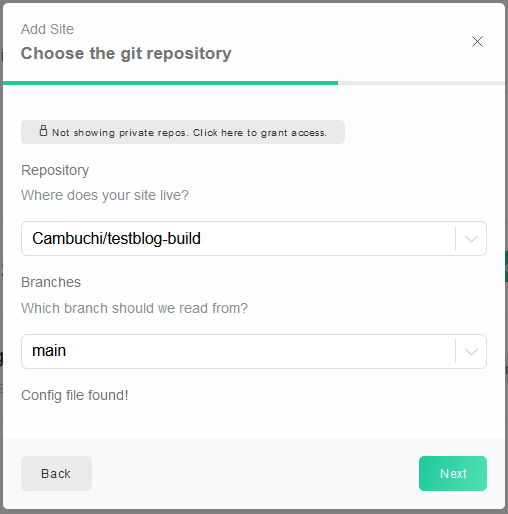 Add Site
Choose the git repository
Not showing private repos. Click here to grant access.
Repository
Where does your site live?
Cambuchi/testblog-build
Branches
Which branch should we read from?
main
Config file found!
Back
Next